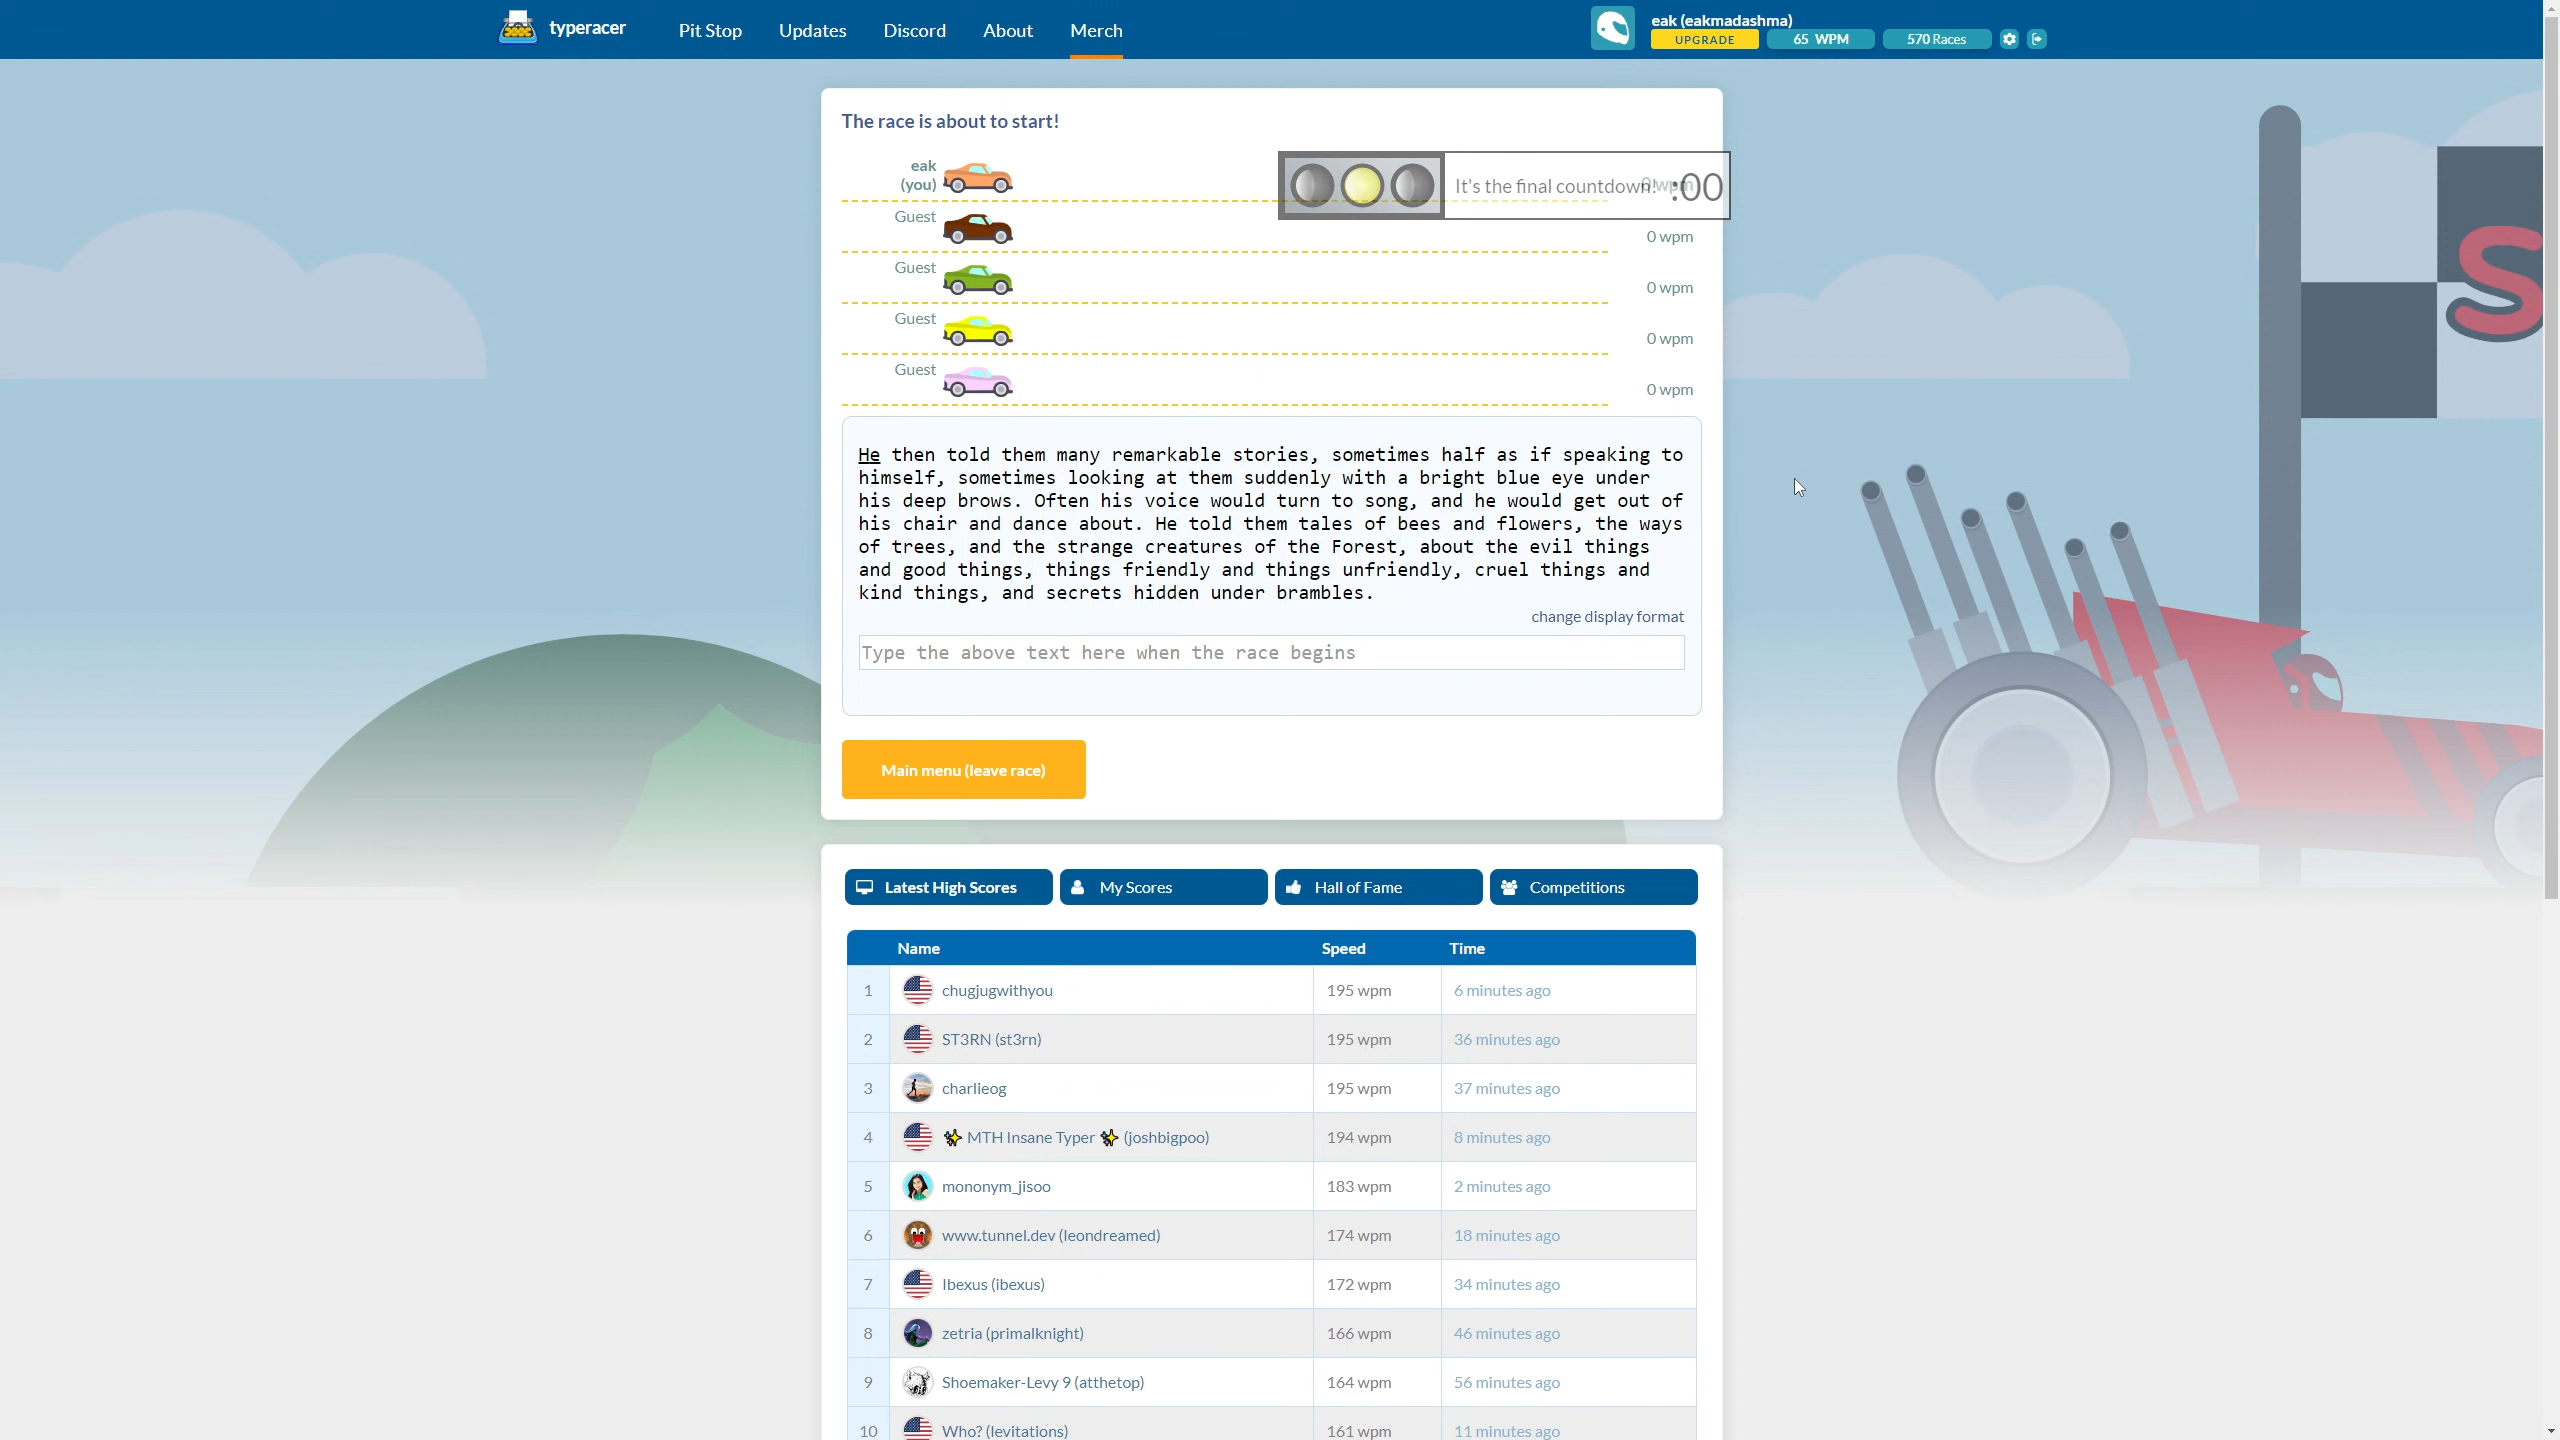 typeracer
Pit Stop
Updates
Discord
About
Merch
eak (eakmadashma)
UPGRADE
65 WPM
570 Races
The race is about to start!
eak
(you)
It's the final countdown! :00
0 wpm
Guest
0 wpm
Guest
0 wpm
Guest
0 wpm
Guest
0 wpm
He then told them many remarkable stories, sometimes half as if speaking to
himself, sometimes looking at them suddenly with a bright blue eye under
his deep brows. Often his voice would turn to song, and he would get out of
his chair and dance about. He told them tales of bees and flowers, the ways
of trees, and the strange creatures of the Forest, about the evil things
and good things, things friendly and things unfriendly, cruel things and
kind things, and secrets hidden under brambles.
change display format
Type the above text here when the race begins
Main menu (leave race)
Latest High Scores
My Scores
Hall of Fame
Competitions
Name Speed Time
1 chugjugwithyou 195 wpm 6 minutes ago
2 ST3RN (st3rn) 195 wpm 36 minutes ago
3 charlieog 195 wpm 37 minutes ago
4 ✨ MTH Insane Typer ✨ (joshbigpoo) 194 wpm 8 minutes ago
5 mononym_jisoo 183 wpm 2 minutes ago
6 www.tunnel.dev (leondreamed) 174 wpm 18 minutes ago
7 Ibexus (ibexus) 172 wpm 34 minutes ago
8 zetria (primalknight) 166 wpm 46 minutes ago
9 Shoemaker-Levy 9 (atthetop) 164 wpm 56 minutes ago
10 Who? (levitations) 161 wpm 11 minutes ago
S